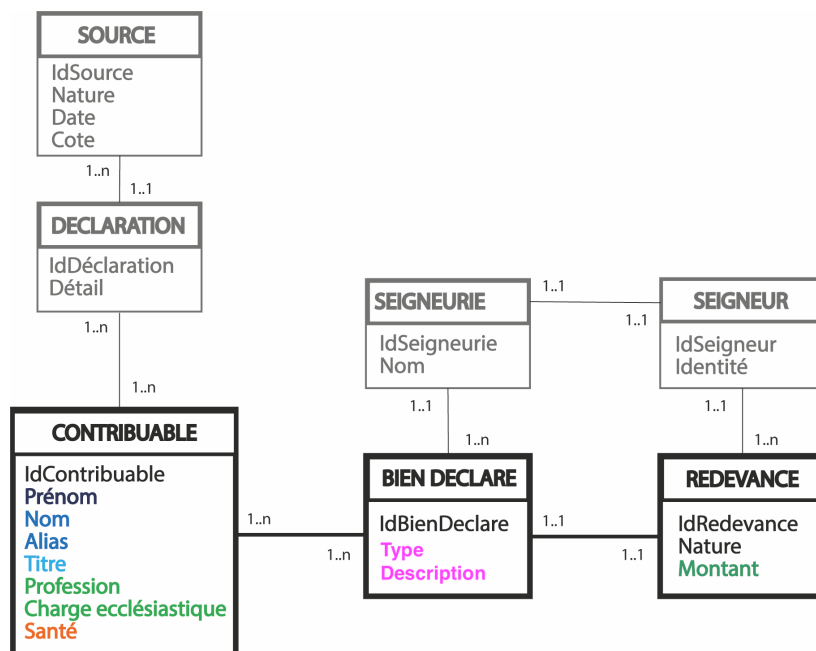 SOURCE
IdSource
Nature
Date
Cote
1..n
1..1
DECLARATION
IdDéclaration
Détail
1..n
1..n
CONTRIBUABLE
IdContribuable
Prénom
Nom
Alias
Titre
Profession
Charge ecclésiastique
Santé
1..n
1..n
SEIGNEURIE
IdSeigneurie
Nom
1..1
1..1
SEIGNEUR
IdSeigneur
Identité
1..1
1..n
BIEN DECLARE
IdBienDeclare
Type
Description
1..1
1..1
1..1
1..n
REDEVANCE
IdRedevance
Nature
Montant